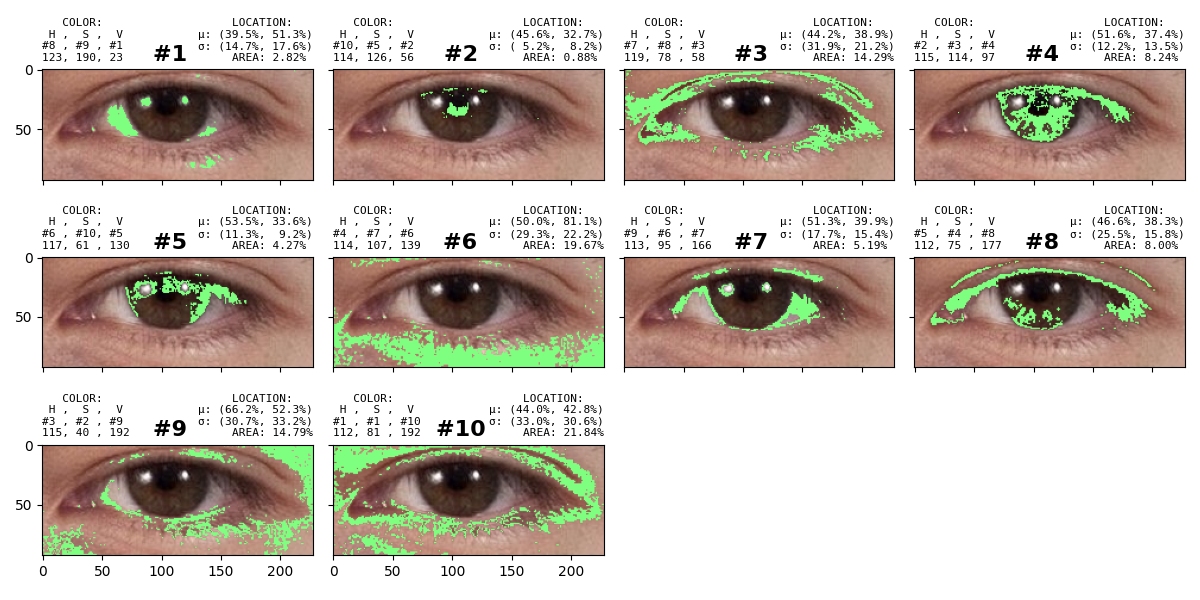 COLOR: LOCATION:
H , S , V μ: (39.5%, 51.3%)
#8 , #9 , #1 σ: (14.7%, 17.6%)
123, 190, 23 #1 AREA: 2.82%
COLOR: LOCATION:
H , S , V μ: (45.6%, 32.7%)
#10, #5 , #2 σ: ( 5.2%, 8.2%)
114, 126, 56 #2 AREA: 0.88%
COLOR: LOCATION:
H , S , V μ: (44.2%, 38.9%)
#7 , #8 , #3 σ: (31.9%, 21.2%)
119, 78 , 58 #3 AREA: 14.29%
COLOR: LOCATION:
H , S , V μ: (51.6%, 37.4%)
#2 , #3 , #4 σ: (12.2%, 13.5%)
115, 114, 97 #4 AREA: 8.24%
0
50
COLOR: LOCATION:
H , S , V μ: (53.5%, 33.6%)
#6 , #10, #5 σ: (11.3%, 9.2%)
117, 61 , 130 #5 AREA: 4.27%
COLOR: LOCATION:
H , S , V μ: (50.0%, 81.1%)
#4 , #7 , #6 σ: (29.3%, 22.2%)
114, 107, 139 #6 AREA: 19.67%
COLOR: LOCATION:
H , S , V μ: (51.3%, 39.9%)
#9 , #6 , #7 σ: (17.7%, 15.4%)
113, 95 , 166 #7 AREA: 5.19%
COLOR: LOCATION:
H , S , V μ: (46.6%, 38.3%)
#5 , #4 , #8 σ: (25.5%, 15.8%)
112, 75 , 177 #8 AREA: 8.00%
0
50
COLOR: LOCATION:
H , S , V μ: (66.2%, 52.3%)
#3 , #2 , #9 σ: (30.7%, 33.2%)
115, 40 , 192 #9 AREA: 14.79%
COLOR: LOCATION:
H , S , V μ: (44.0%, 42.8%)
#1 , #1 , #10 σ: (33.0%, 30.6%)
112, 81 , 192 #10 AREA: 21.84%
0
50
0 50 100 150 200
0 50 100 150 200